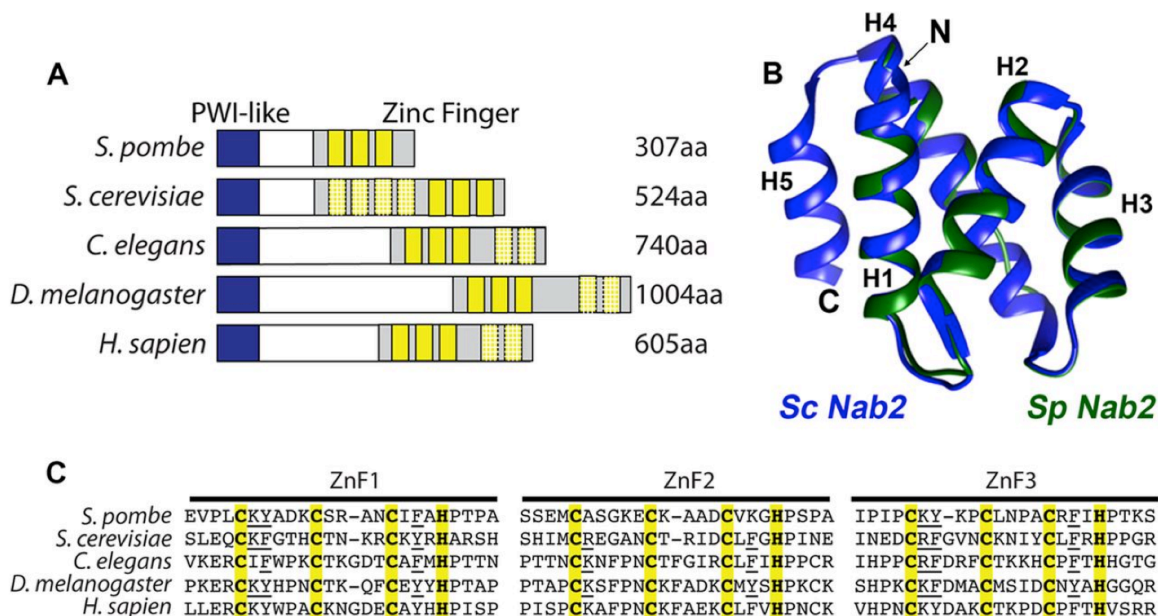 A
PWI-like Zinc Finger
S. pombe 307aa
S. cerevisiae 524aa
C. elegans 740aa
D. melanogaster 1004aa
H. sapien 605aa
B
H4 N H2
H5 H3
H1
C
Sc Nab2 Sp Nab2
C
ZnF1 ZnF2 ZnF3
S. pombe EVPLCKYADKCSR-ANCIFAHPTPA SSEMCASGKECK-AADCVKGHPSPA IPIPCKY-KPCLNPACRFIHPTKS
S. cerevisiae SLEQCKFGTHCTN-KRCKYRHARSH SHIMCREGANCT-RIDCLFGHPINE INEDCRFGVNCKNIYCLFRHPPGR
C. elegans VKERCIFWPKCTKGDTCAFMHPTTN PTTNCKNFPNCTFGIRCLFIHPPCR PHKLCRFDRFCTKKHCPFTHHGTG
D. melanogaster PKERCKYHPNCTK-QFCEYYHPTAP PTAPCKSFPNCKFADKCMYSHPKCK SHPKCKFDMACMSIDCNYAHGGQR
H. sapien LLERCKYWPACKNGDECAYHHPISP PISPCKAFPNCKFAEKCLFVHPNCK VHPNCKYDAKCTKPDCPFTHVSRR